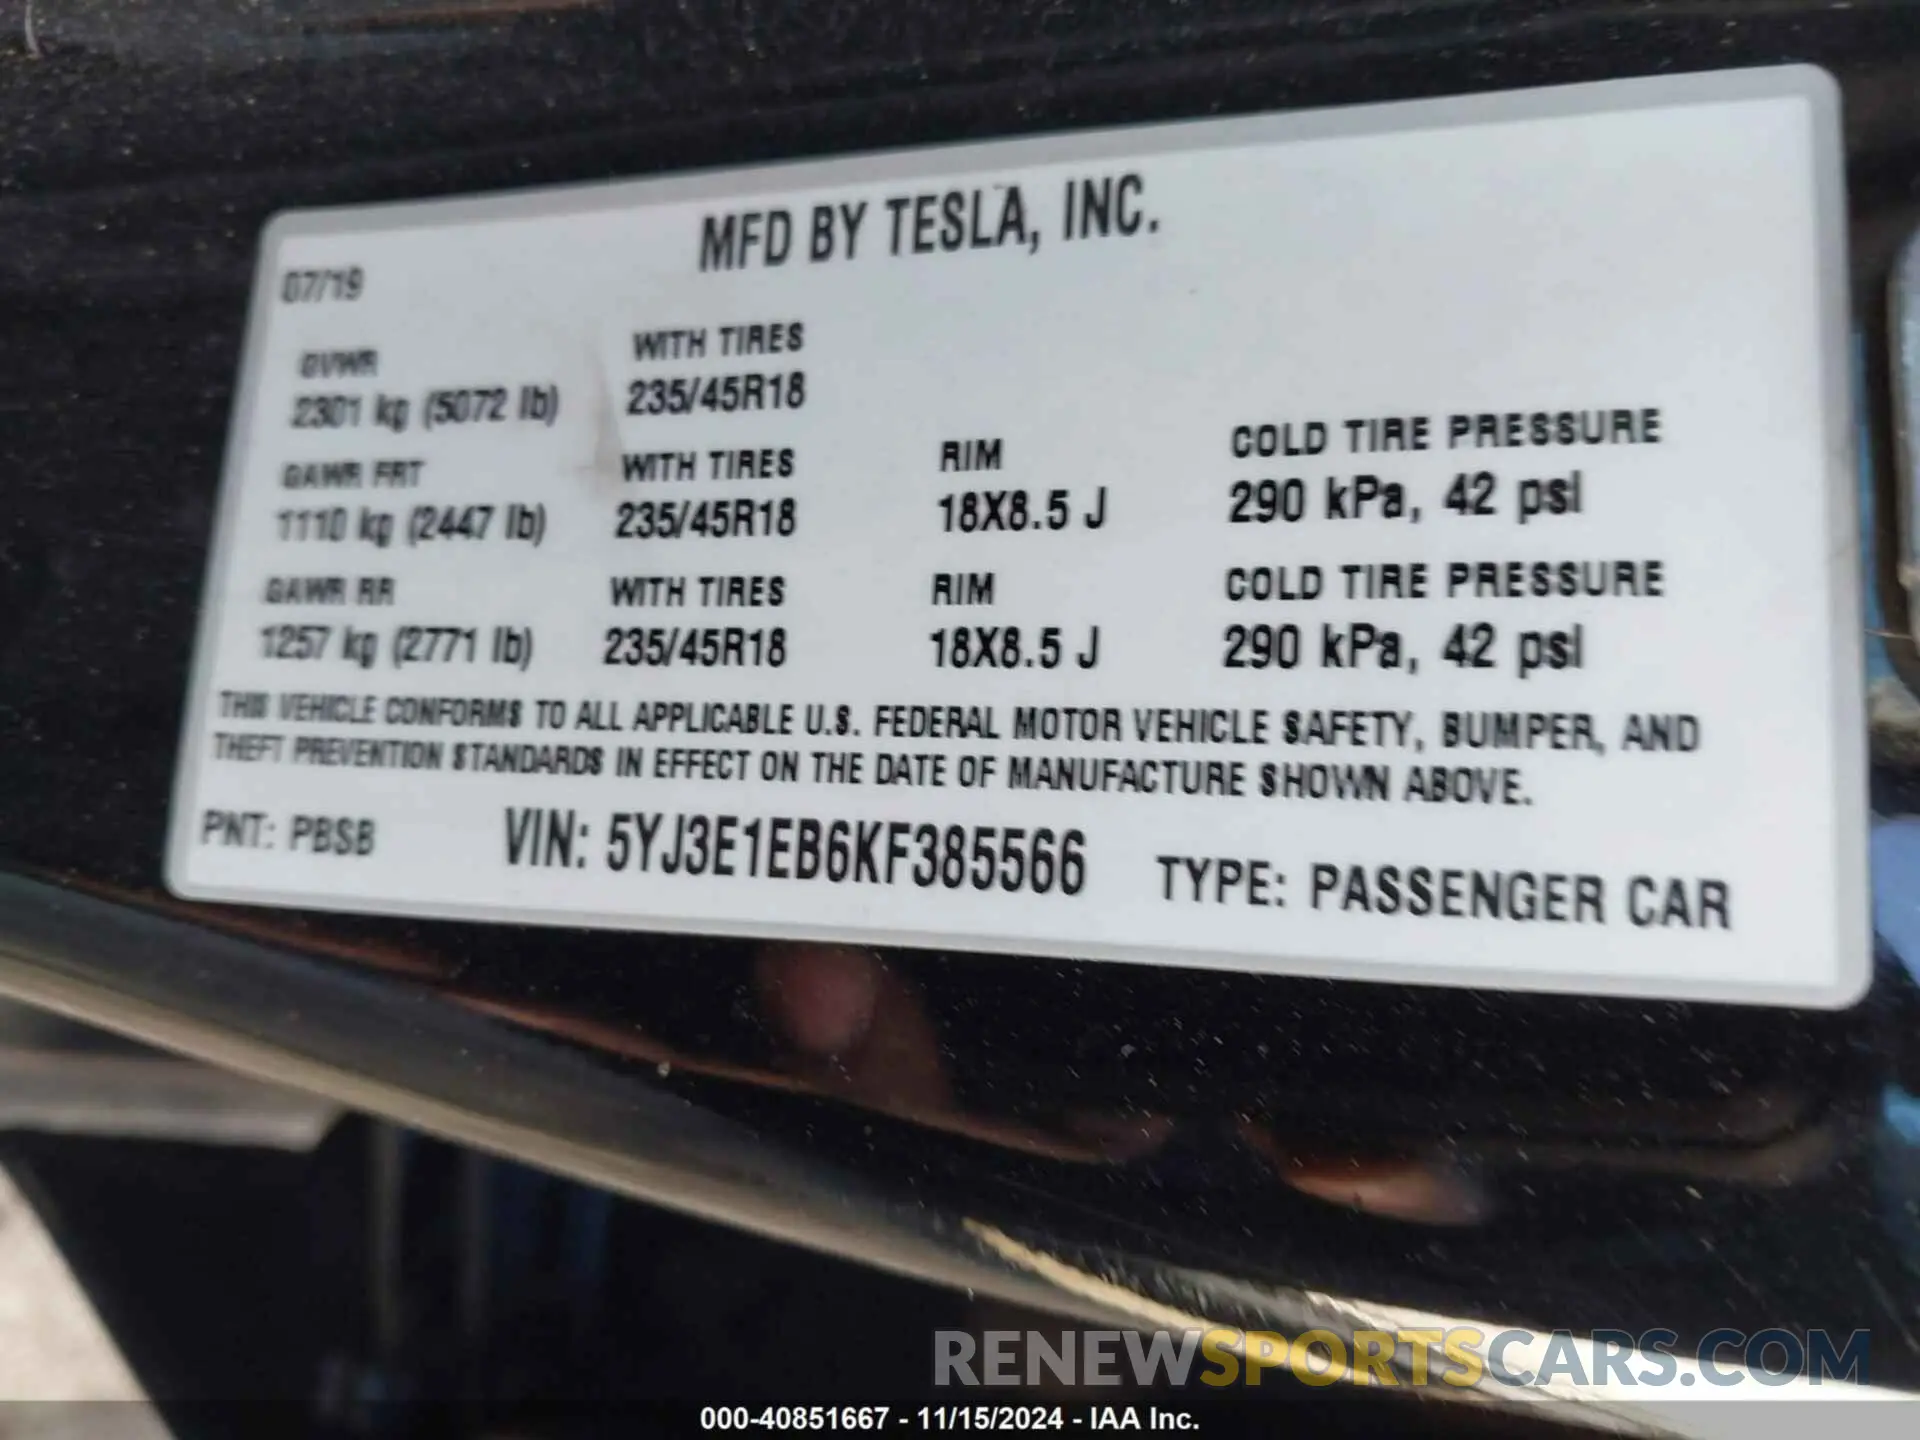 MFD BY TESLA, INC.
07/19
GVWR WITH TIRES
2301 kg (5072 lb) 235/45R18
GAWR FRT WITH TIRES RIM COLD TIRE PRESSURE
1110 kg (2447 lb) 235/45R18 18X8.5 J 290 kPa, 42 psi
GAWR RR WITH TIRES RIM COLD TIRE PRESSURE
1257 kg (2771 lb) 235/45R18 18X8.5 J 290 kPa, 42 psi
THIS VEHICLE CONFORMS TO ALL APPLICABLE U.S. FEDERAL MOTOR VEHICLE SAFETY, BUMPER, AND
THEFT PREVENTION STANDARDS IN EFFECT ON THE DATE OF MANUFACTURE SHOWN ABOVE.
PNT: PBSB VIN: 5YJ3E1EB6KF385566 TYPE: PASSENGER CAR
RENEWSPORTSCARS.COM
000-40851667 - 11/15/2024 - IAA Inc.